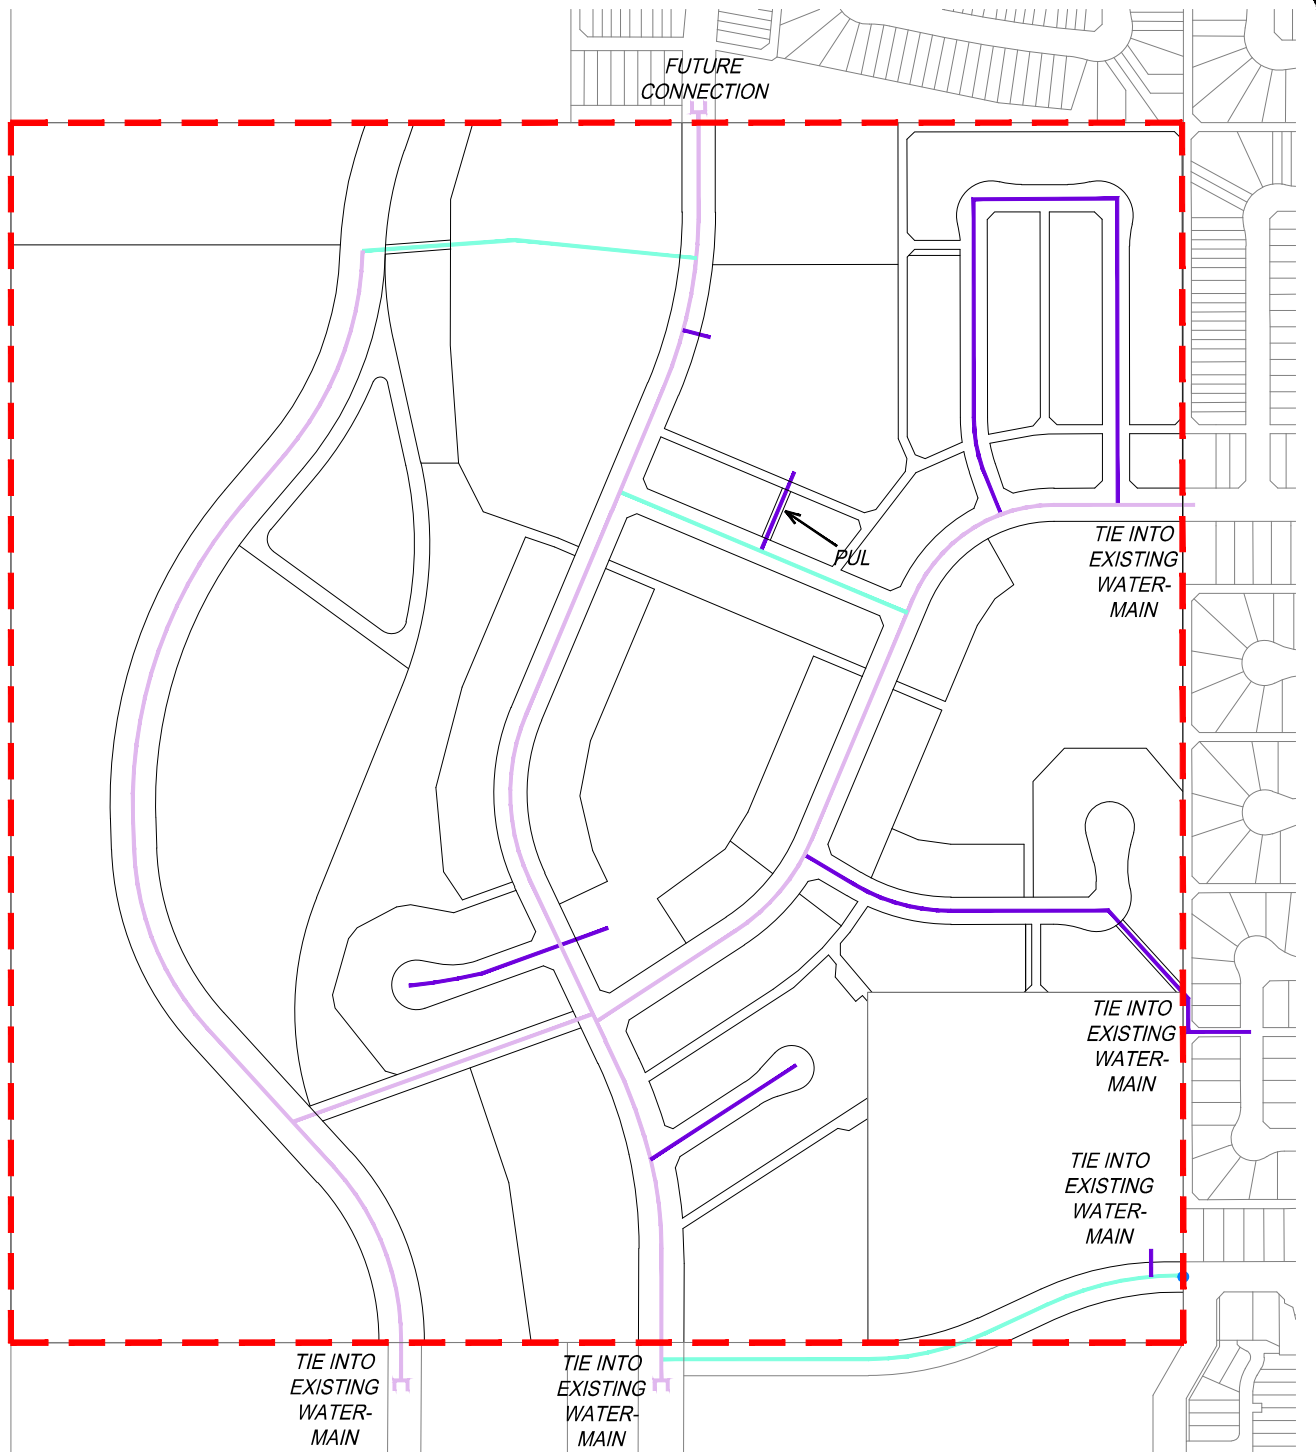 FUTURE
CONNECTION
PUL
TIE INTO
EXISTING
WATER-
MAIN
TIE INTO
EXISTING
WATER-
MAIN
TIE INTO
EXISTING
WATER-
MAIN
TIE INTO
EXISTING
WATER-
MAIN
TIE INTO
EXISTING
WATER-
MAIN